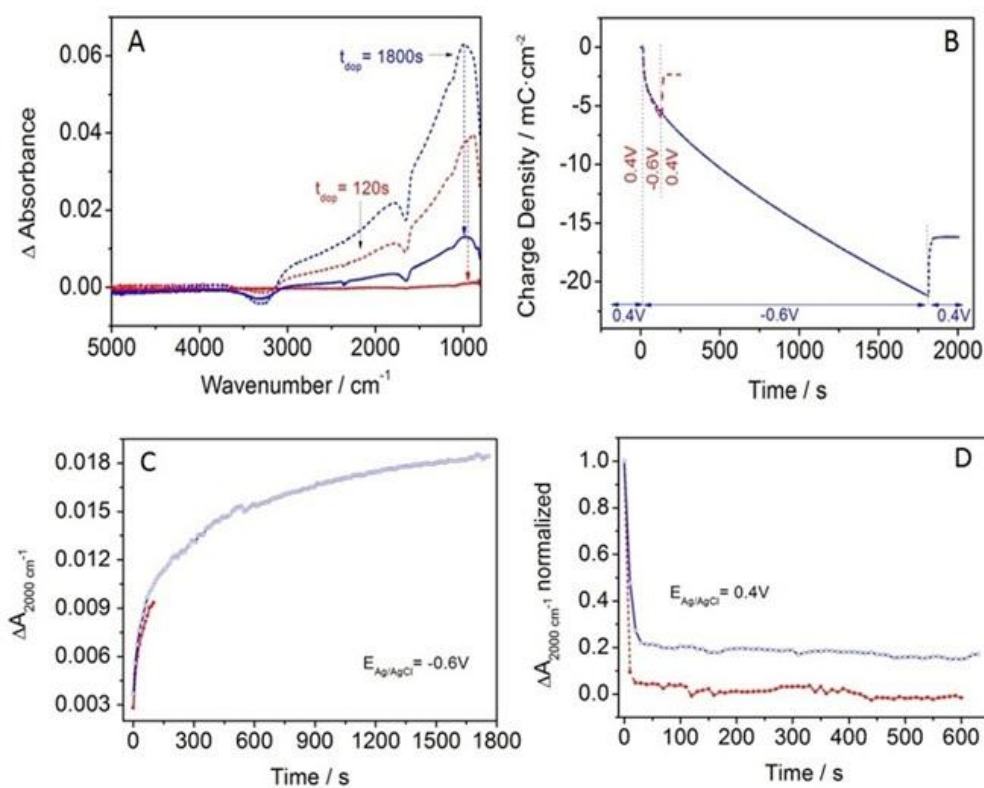 A
t_dop = 1800s
t_dop = 120s
Δ Absorbance
0.06
0.04
0.02
0.00
5000 4000 3000 2000 1000
Wavenumber / cm⁻¹
B
Charge Density / mC·cm⁻²
0
-5
-10
-15
-20
0.4V
-0.6V
0.4V
0.4V -0.6V 0.4V
0 500 1000 1500 2000
Time / s
C
ΔA_2000 cm⁻¹
0.018
0.015
0.012
0.009
0.006
0.003
E_Ag/AgCl = -0.6V
0 300 600 900 1200 1500 1800
Time / s
D
ΔA_2000 cm⁻¹ normalized
1.0
0.8
0.6
0.4
0.2
0.0
E_Ag/AgCl = 0.4V
0 100 200 300 400 500 600
Time / s